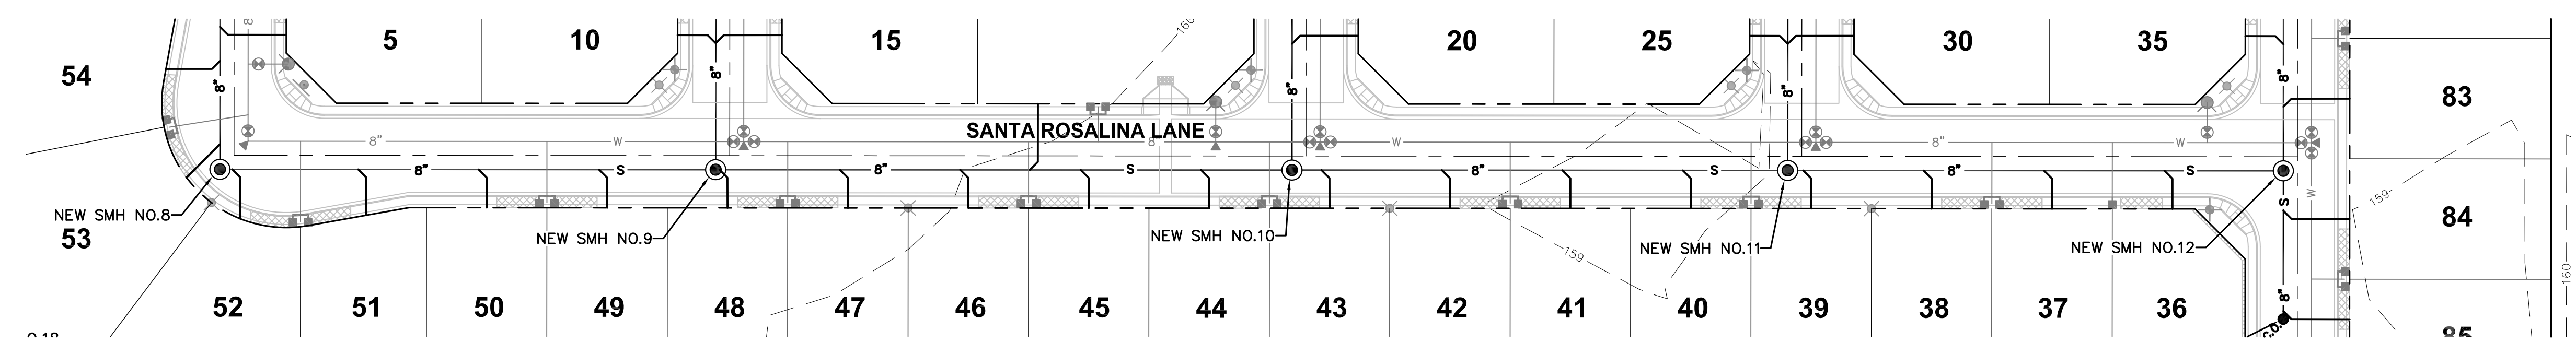 8"
160
5
10
15
20
25
30
35
54
8"
8"
8"
8"
8"
83
SANTA ROSALINA LANE
8"
W
8"
W
8"
W
8"
S
8"
S
8"
S
8"
S
W
S
159
84
NEW SMH NO.8
NEW SMH NO.9
NEW SMH NO.10
NEW SMH NO.11
NEW SMH NO.12
53
159
160
8"
52
51
50
49
48
47
46
45
44
43
42
41
40
39
38
37
36
C.O.
85